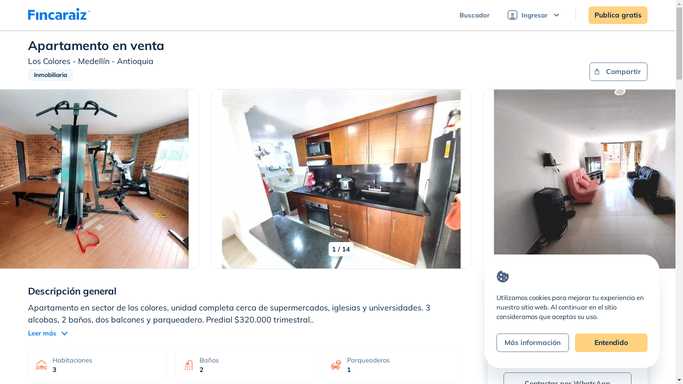 Fincaraiz
Buscador
Ingresar
Publica gratis
Apartamento en venta
Los Colores - Medellín - Antioquia
Inmobiliaria
Compartir
1 / 14
Descripción general
Apartamento en sector de los colores, unidad completa cerca de supermercados, iglesias y universidades. 3
alcobas, 2 baños, dos balcones y parqueadero. Predial $320.000 trimestral..
Leer más
Habitaciones
3
Baños
2
Parqueaderos
1
Utilizamos cookies para mejorar tu experiencia en
nuestro sitio web. Al continuar en el sitio
consideramos que aceptas su uso.
Más información
Entendido
Contactar por WhatsApp